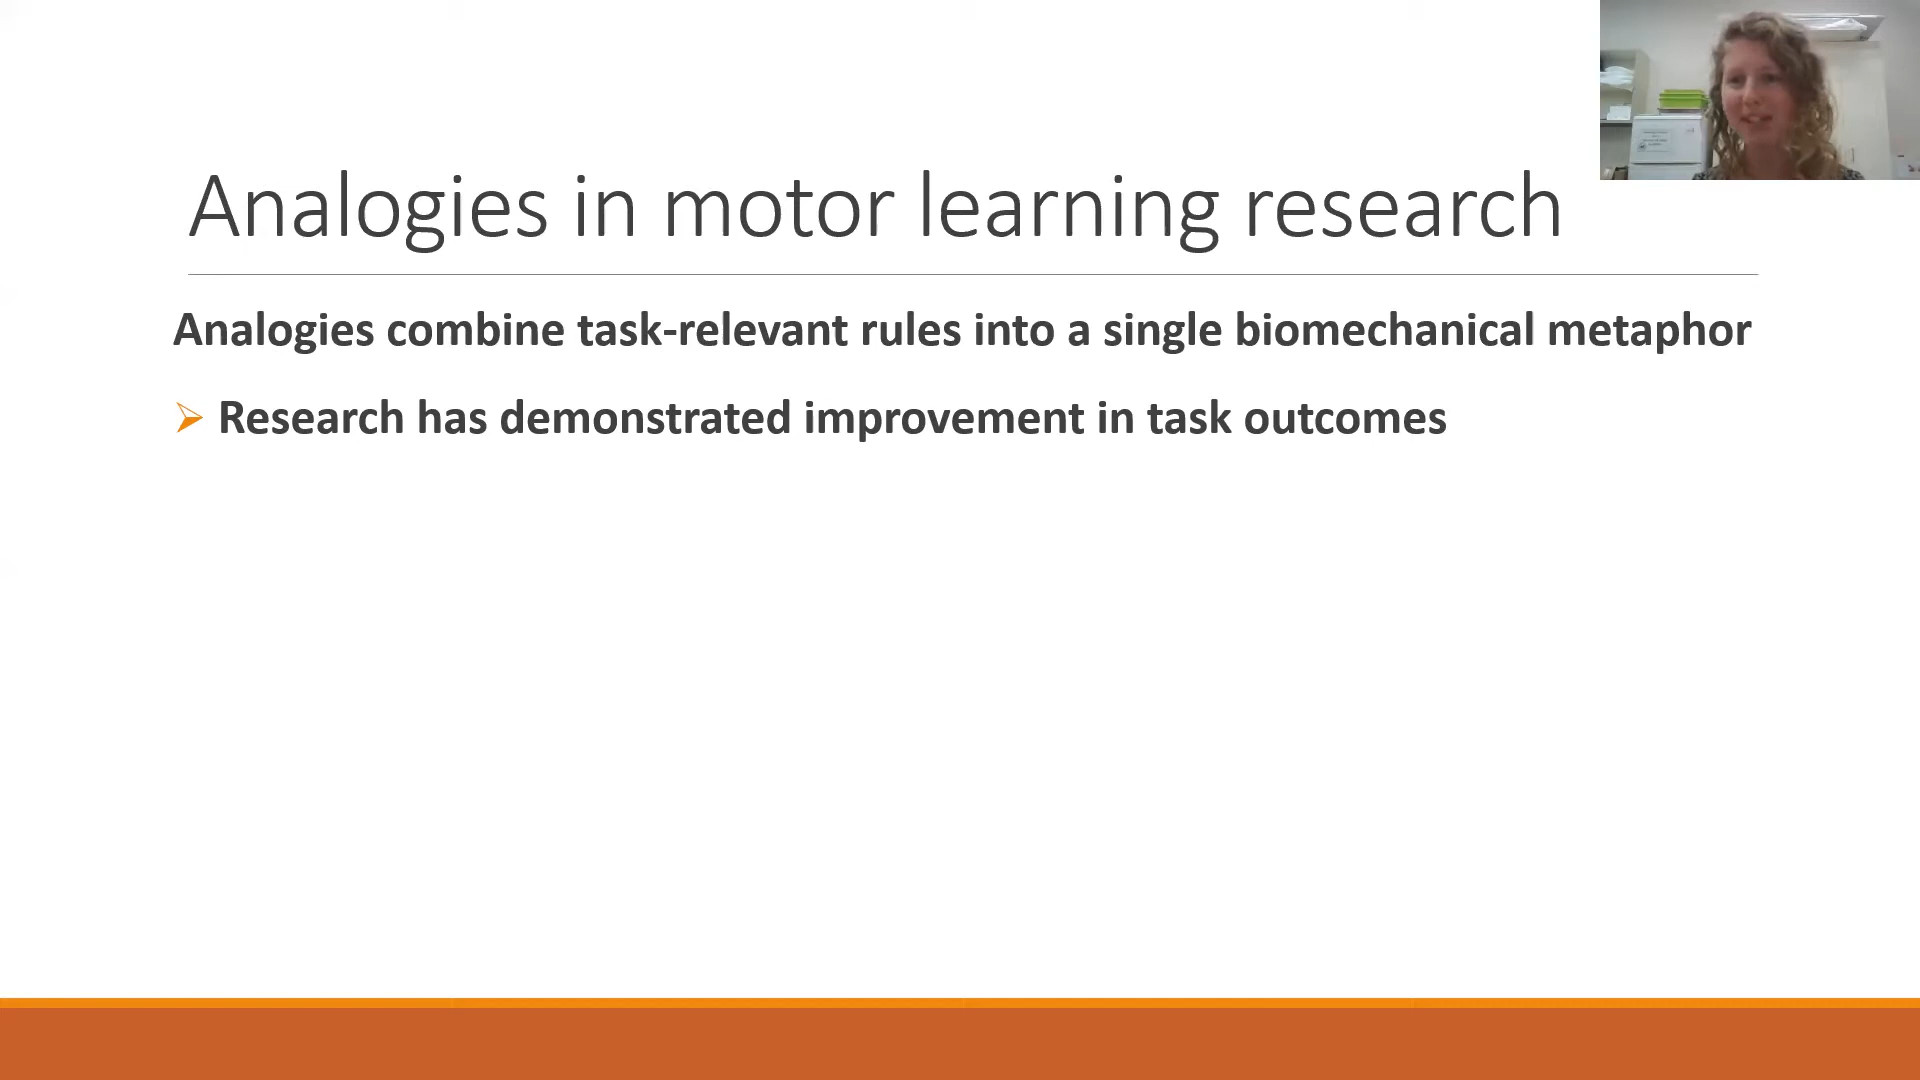 Analogies in motor learning research
Analogies combine task-relevant rules into a single biomechanical metaphor
Research has demonstrated improvement in task outcomes